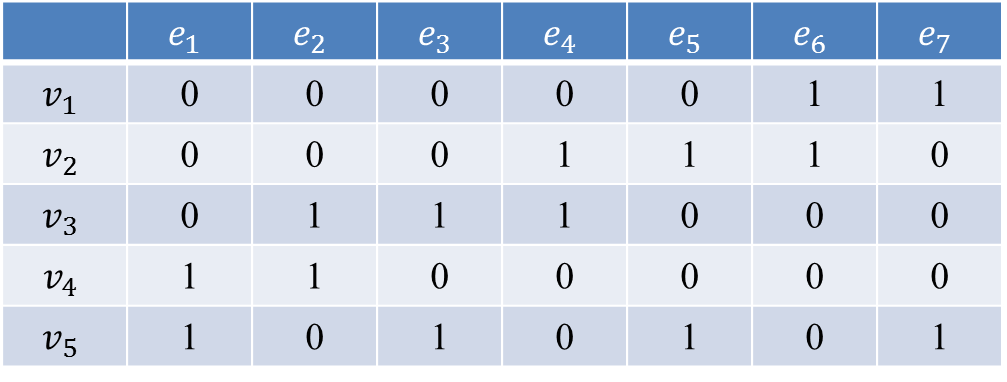 e₁ e₂ e₃ e₄ e₅ e₆ e₇
v₁ 0 0 0 0 0 1 1
v₂ 0 0 0 1 1 1 0
v₃ 0 1 1 1 0 0 0
v₄ 1 1 0 0 0 0 0
v₅ 1 0 1 0 1 0 1